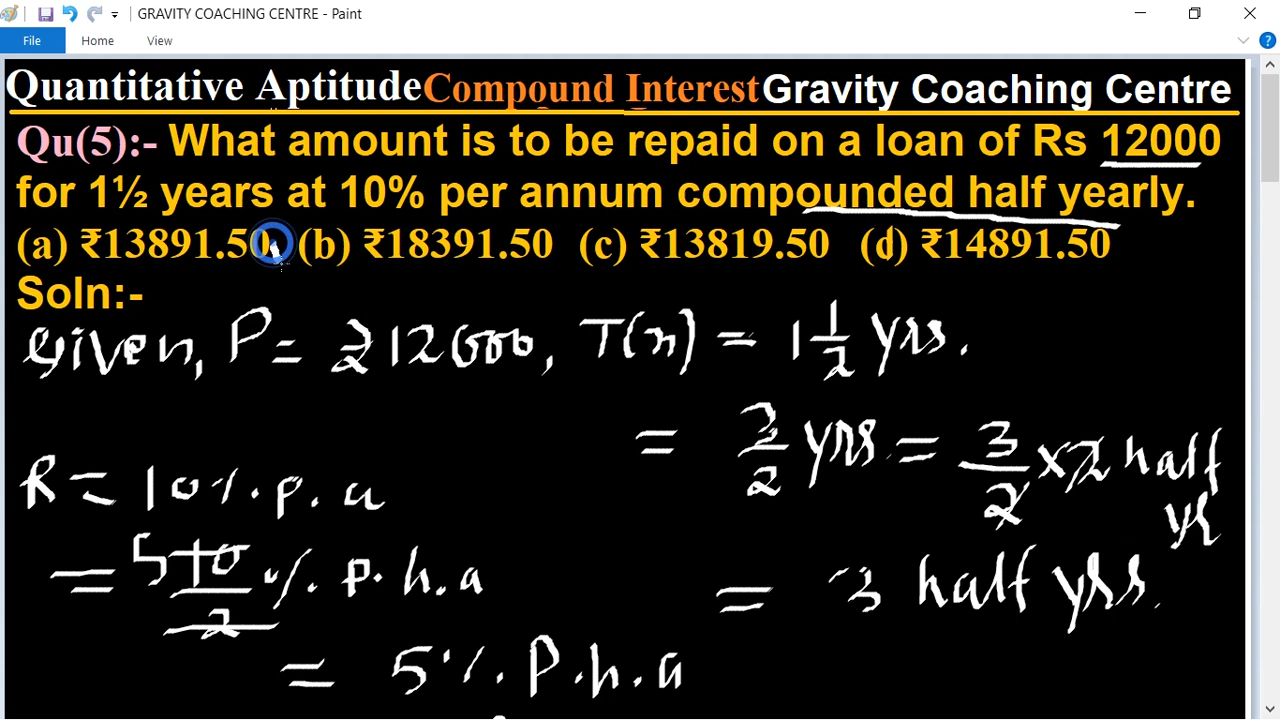 GRAVITY COACHING CENTRE - Paint
File Home View
Quantitative Aptitude Compound Interest Gravity Coaching Centre
Qu(5):- What amount is to be repaid on a loan of Rs 12000
for 1½ years at 10% per annum compounded half yearly.
(a) ₹13891.50 (b) ₹18391.50 (c) ₹13819.50 (d) ₹14891.50
Soln:-
Given, P = ₹12000, T(n) = 1 1/2 yrs.
= 3/2 yrs = 3/2 × 2 half yr
R = 10%. p. a
= 5 10/2 %. p. h. a = 3 half yrs.
= 5%. P. h. a